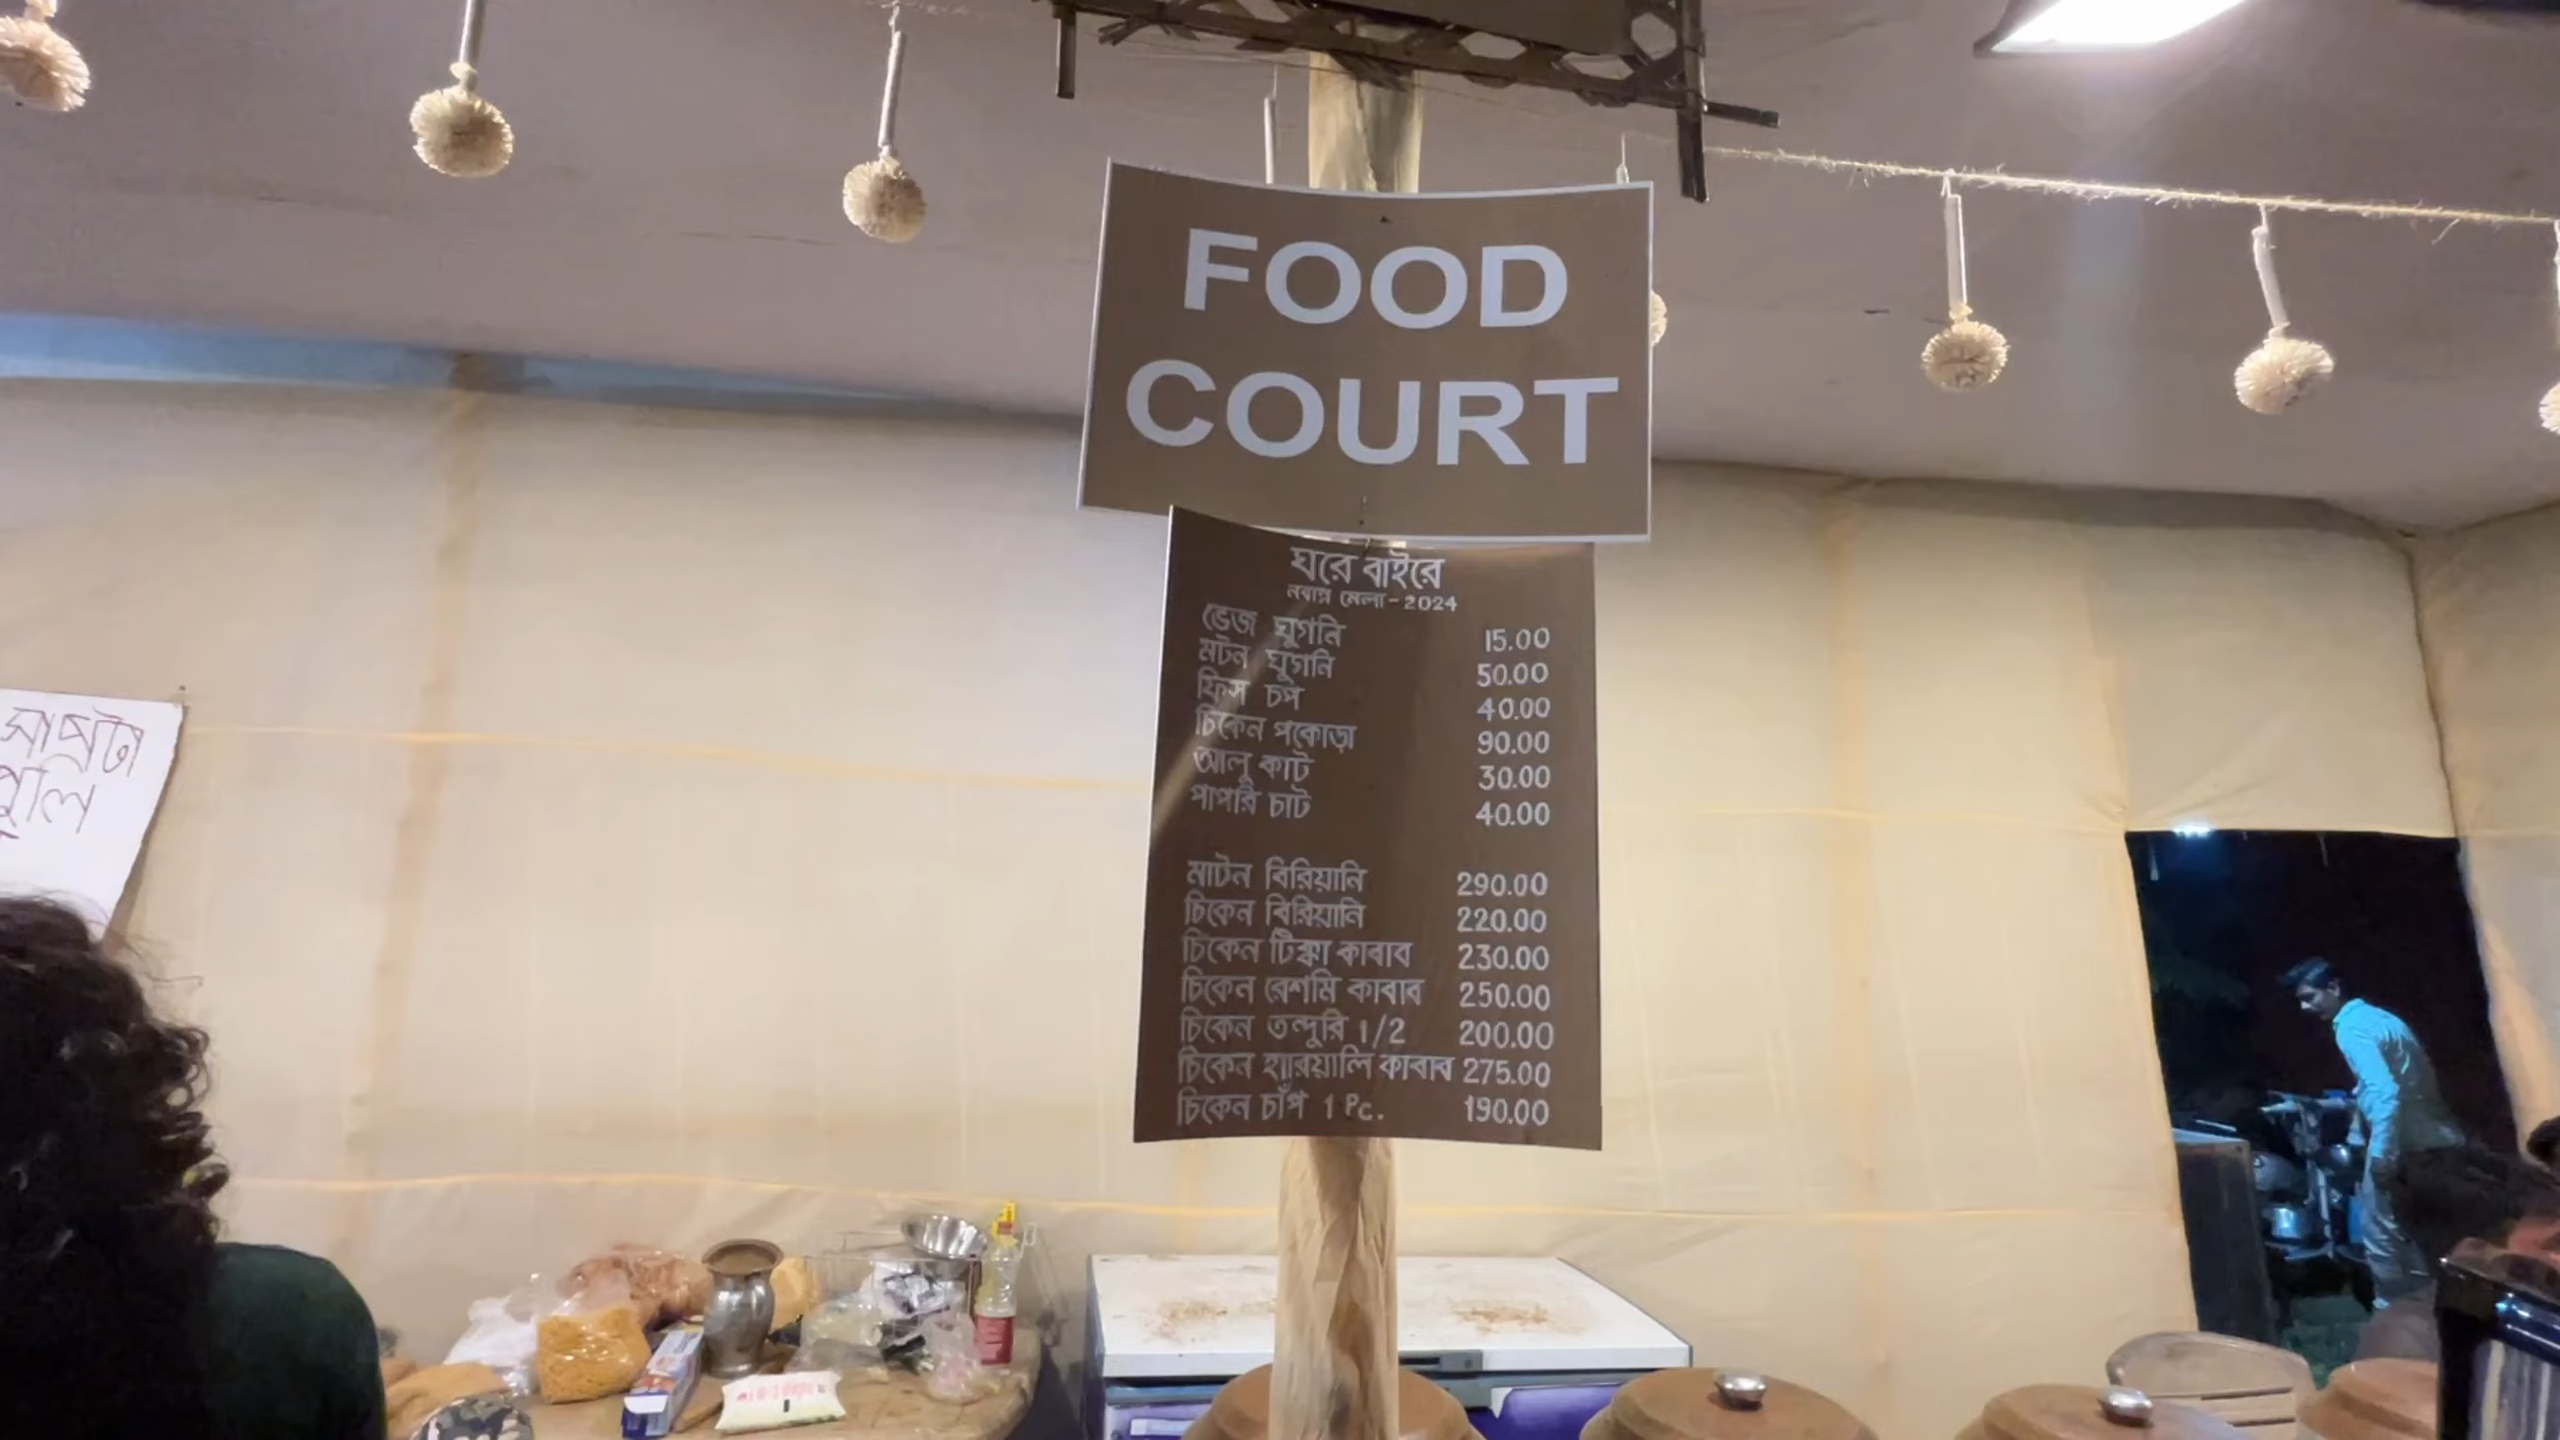 FOOD
COURT
ঘরে বাইরে
নবান্ন মেলা - 2024
ভেজ ঘুগনি 15.00
মটন ঘুগনি 50.00
ফিস চপ 40.00
চিকেন পকোড়া 90.00
আলু কাট 30.00
পাপরি চাট 40.00
মাটন বিরিয়ানি 290.00
চিকেন বিরিয়ানি 220.00
চিকেন টিক্কা কাবাব 230.00
চিকেন রেশমি কাবাব 250.00
চিকেন তন্দুরি 1/2 200.00
চিকেন হারিয়ালি কাবাব 275.00
চিকেন চাঁপ 1 Pc. 190.00